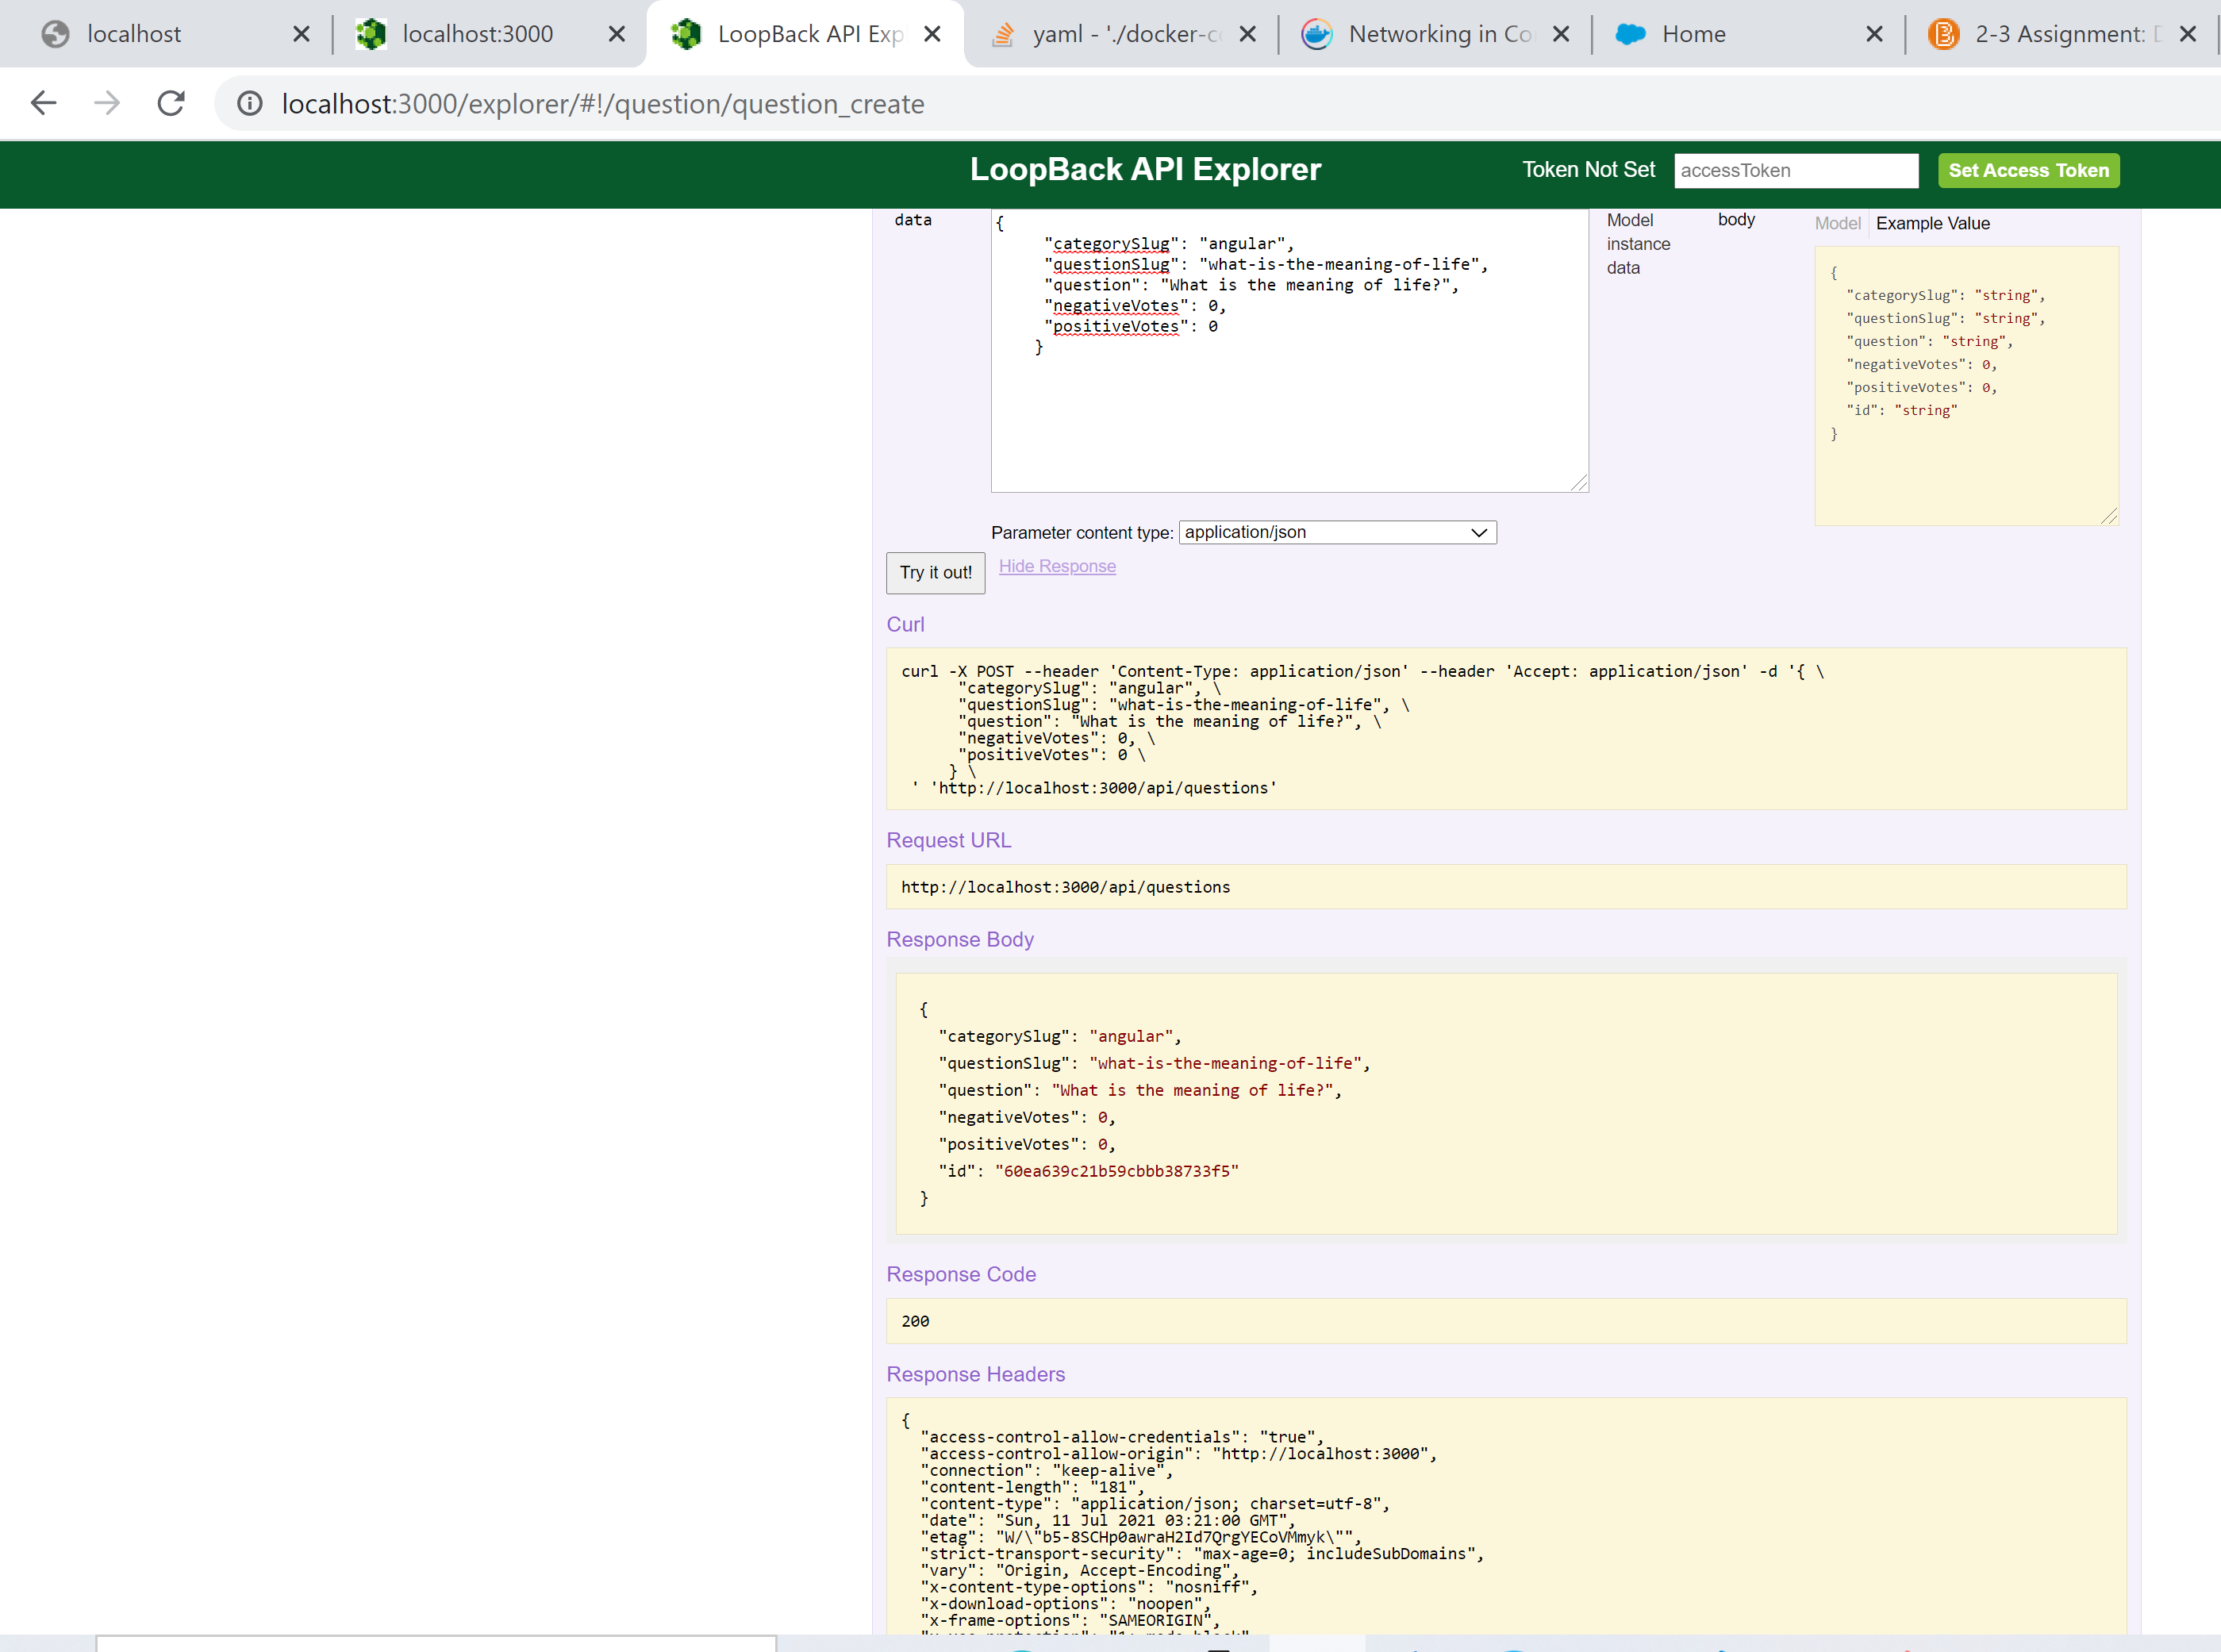 localhost
localhost:3000
LoopBack API Exp
yaml - './docker-c
Networking in Co
Home
2-3 Assignment: D
localhost:3000/explorer/#!/question/question_create
LoopBack API Explorer
Token Not Set
accessToken
Set Access Token
data
{
"categorySlug": "angular",
"questionSlug": "what-is-the-meaning-of-life",
"question": "What is the meaning of life?",
"negativeVotes": 0,
"positiveVotes": 0
}
Model
instance
data
body
Model
Example Value
{
"categorySlug": "string",
"questionSlug": "string",
"question": "string",
"negativeVotes": 0,
"positiveVotes": 0,
"id": "string"
}
Parameter content type: application/json
Try it out!
Hide Response
Curl
curl -X POST --header 'Content-Type: application/json' --header 'Accept: application/json' -d '{ \
"categorySlug": "angular", \
"questionSlug": "what-is-the-meaning-of-life", \
"question": "What is the meaning of life?", \
"negativeVotes": 0, \
"positiveVotes": 0 \
} \
' 'http://localhost:3000/api/questions'
Request URL
http://localhost:3000/api/questions
Response Body
{
"categorySlug": "angular",
"questionSlug": "what-is-the-meaning-of-life",
"question": "What is the meaning of life?",
"negativeVotes": 0,
"positiveVotes": 0,
"id": "60ea639c21b59cbbb38733f5"
}
Response Code
200
Response Headers
{
"access-control-allow-credentials": "true",
"access-control-allow-origin": "http://localhost:3000",
"connection": "keep-alive",
"content-length": "181",
"content-type": "application/json; charset=utf-8",
"date": "Sun, 11 Jul 2021 03:21:00 GMT",
"etag": "W/\"b5-8SCHp0awraH2Id7QrgYECoVMmyk\"",
"strict-transport-security": "max-age=0; includeSubDomains",
"vary": "Origin, Accept-Encoding",
"x-content-type-options": "nosniff",
"x-download-options": "noopen",
"x-frame-options": "SAMEORIGIN",